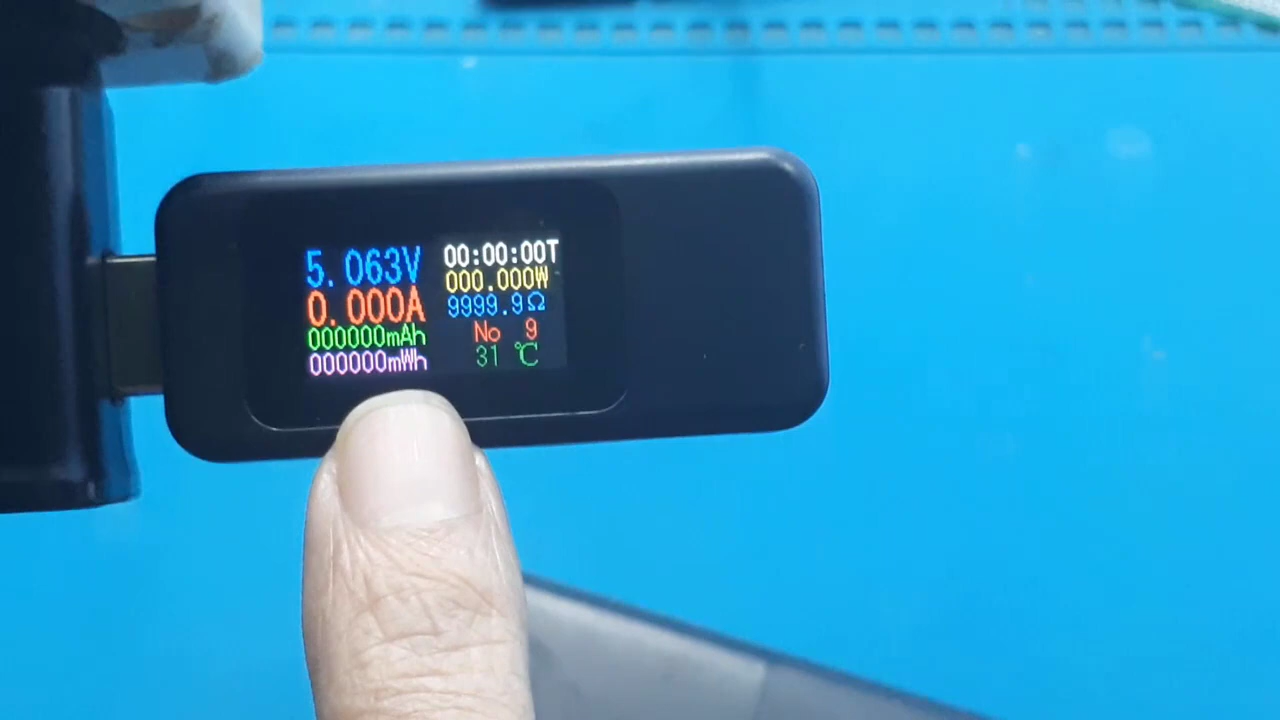 5.063V
0.000A
000000mAh
000000mWh
00:00:00T
000.000W
9999.9Ω
No 9
31 ℃